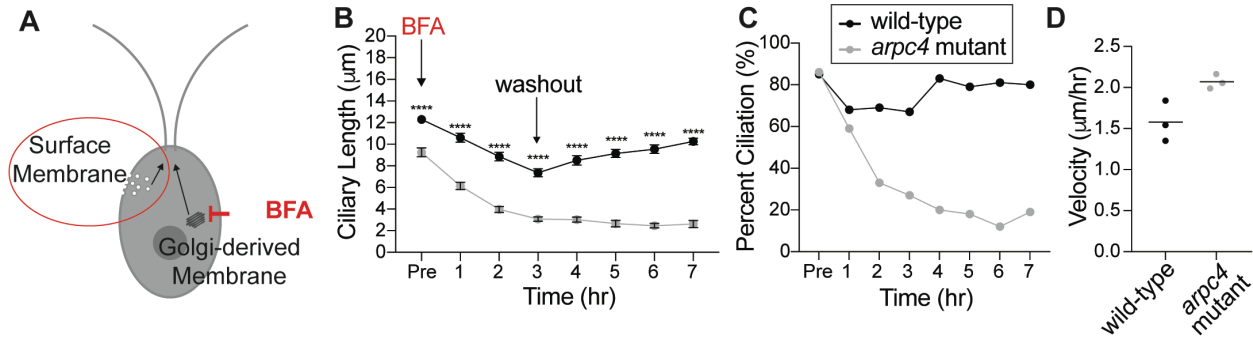 A
Surface
Membrane
BFA
Golgi-derived
Membrane
B
BFA
washout
Ciliary Length (μm)
20
18
16
14
12
10
8
6
4
2
0
****
****
****
****
****
****
****
****
Pre 1 2 3 4 5 6 7
Time (hr)
C
wild-type
arpc4 mutant
Percent Ciliation (%)
100
80
60
40
20
0
Pre 1 2 3 4 5 6 7
Time (hr)
D
Velocity (μm/hr)
2.5
2.0
1.5
1.0
0.5
0.0
wild-type
arpc4
mutant